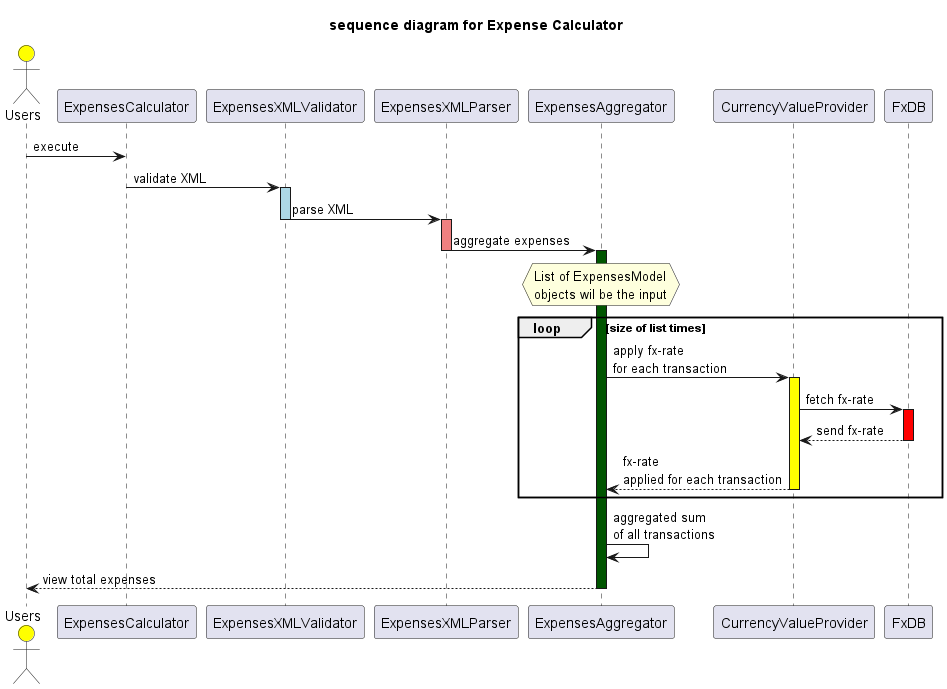 sequence diagram for Expense Calculator
Users
ExpensesCalculator
ExpensesXMLValidator
ExpensesXMLParser
ExpensesAggregator
CurrencyValueProvider
FxDB
execute
validate XML
parse XML
aggregate expenses
List of ExpensesModel
objects wil be the input
loop
[size of list times]
apply fx-rate
for each transaction
fetch fx-rate
send fx-rate
fx-rate
applied for each transaction
aggregated sum
of all transactions
view total expenses
Users
ExpensesCalculator
ExpensesXMLValidator
ExpensesXMLParser
ExpensesAggregator
CurrencyValueProvider
FxDB